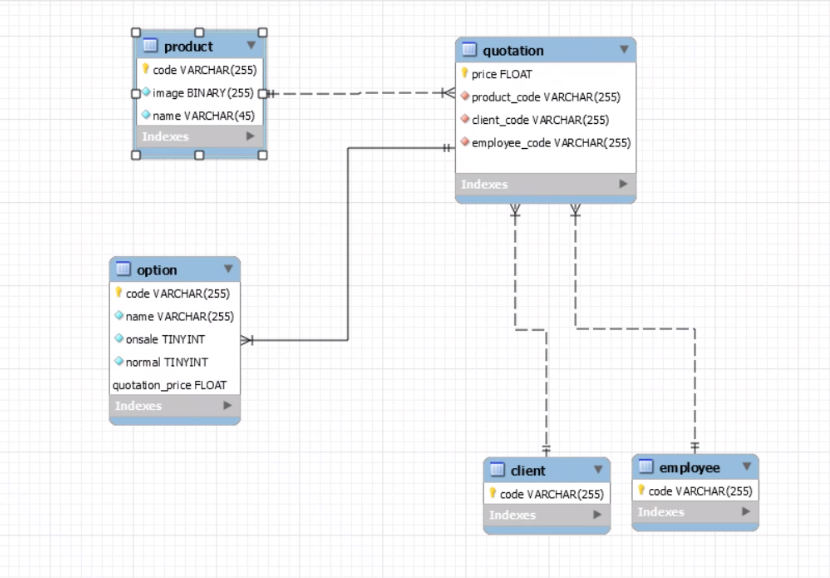 product
code VARCHAR(255)
image BINARY(255)
name VARCHAR(45)
Indexes
quotation
price FLOAT
product_code VARCHAR(255)
client_code VARCHAR(255)
employee_code VARCHAR(255)
Indexes
option
code VARCHAR(255)
name VARCHAR(255)
onsale TINYINT
normal TINYINT
quotation_price FLOAT
Indexes
client
code VARCHAR(255)
Indexes
employee
code VARCHAR(255)
Indexes